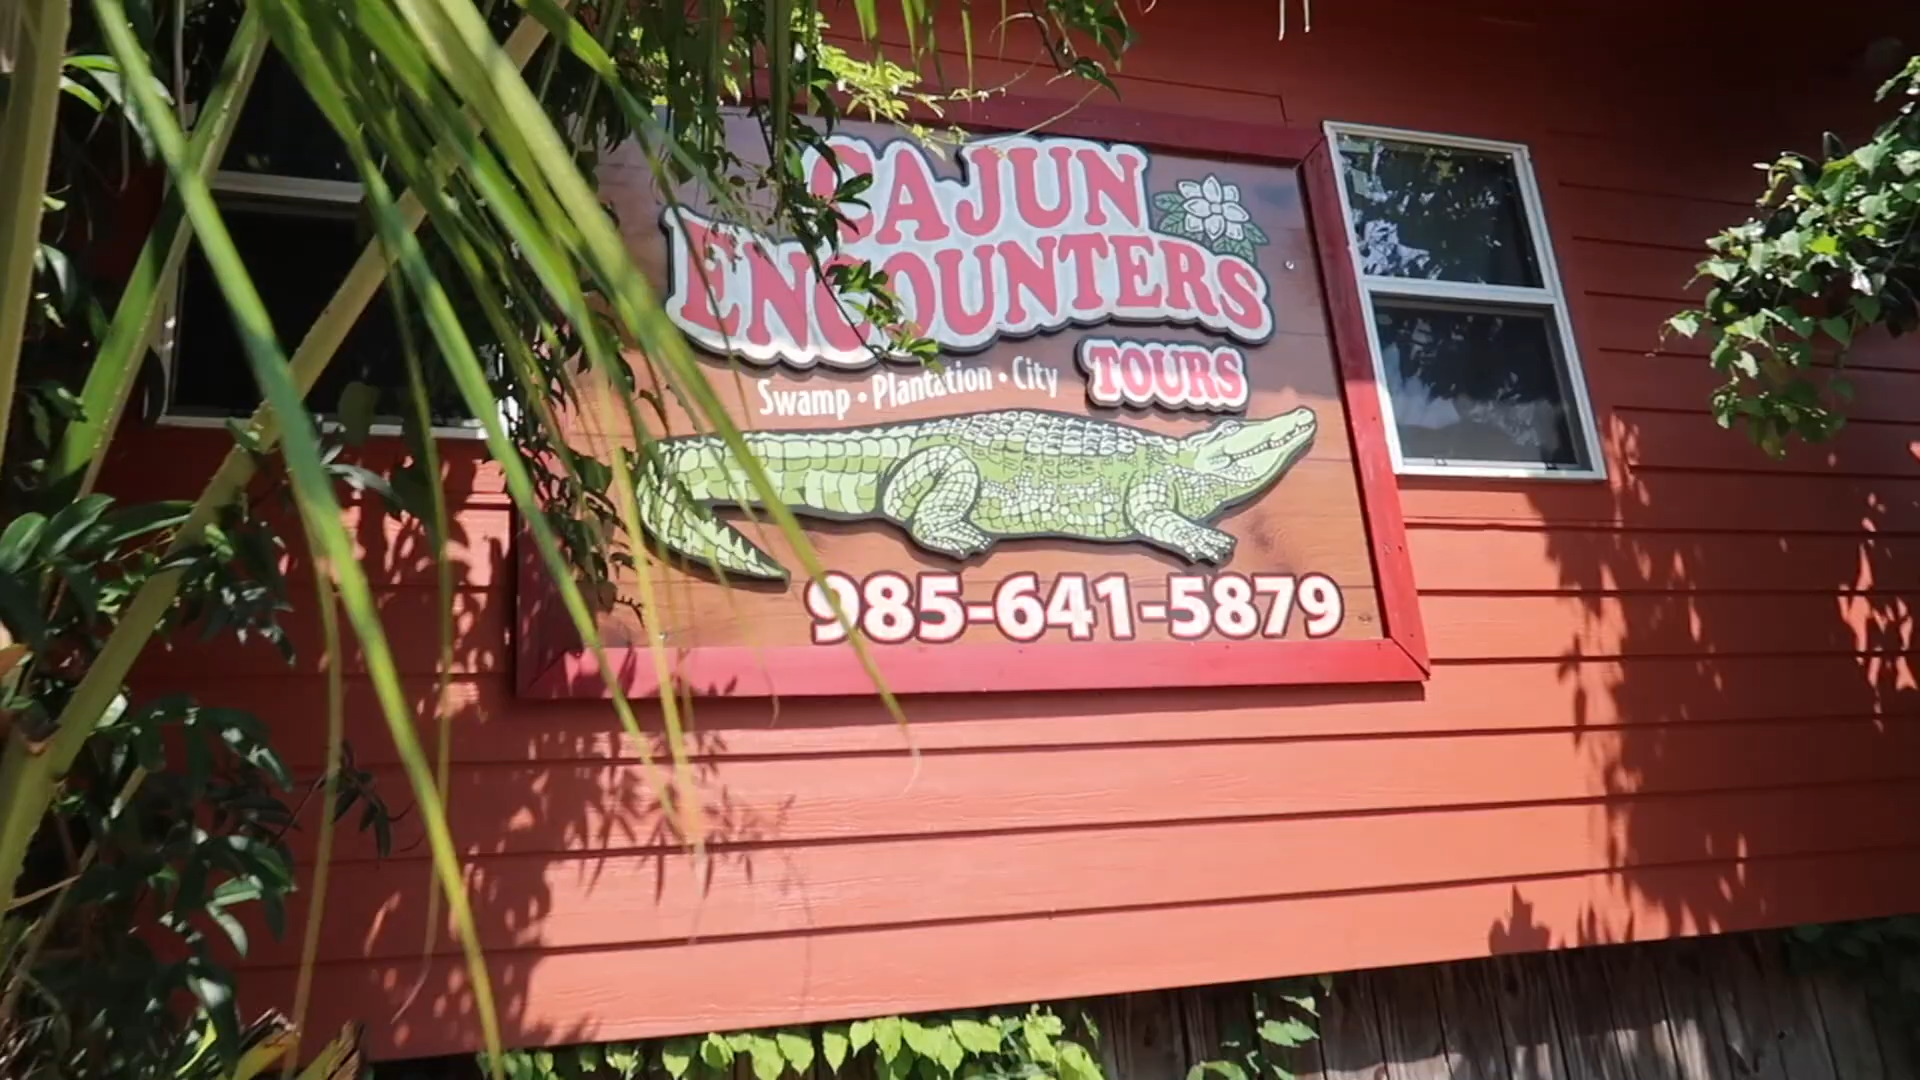 CAJUN
ENCOUNTERS
TOURS
Swamp • Plantation • City
985-641-5879